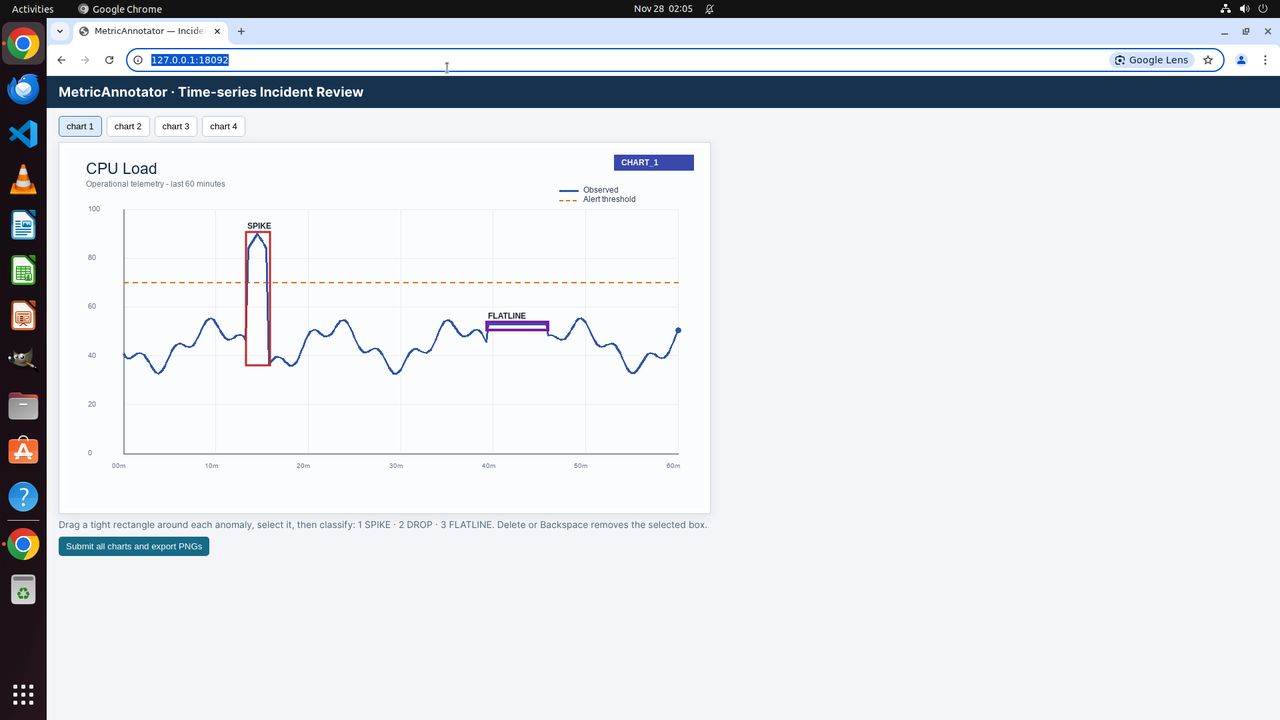 Activities
Google Chrome
Nov 28 02:05
MetricAnnotator — Incide
127.0.0.1:18092
Google Lens
MetricAnnotator · Time-series Incident Review
chart 1
chart 2
chart 3
chart 4
CPU Load
Operational telemetry - last 60 minutes
CHART_1
Observed
Alert threshold
100
80
60
40
20
0
SPIKE
FLATLINE
00m
10m
20m
30m
40m
50m
60m
Drag a tight rectangle around each anomaly, select it, then classify: 1 SPIKE · 2 DROP · 3 FLATLINE. Delete or Backspace removes the selected box.
Submit all charts and export PNGs